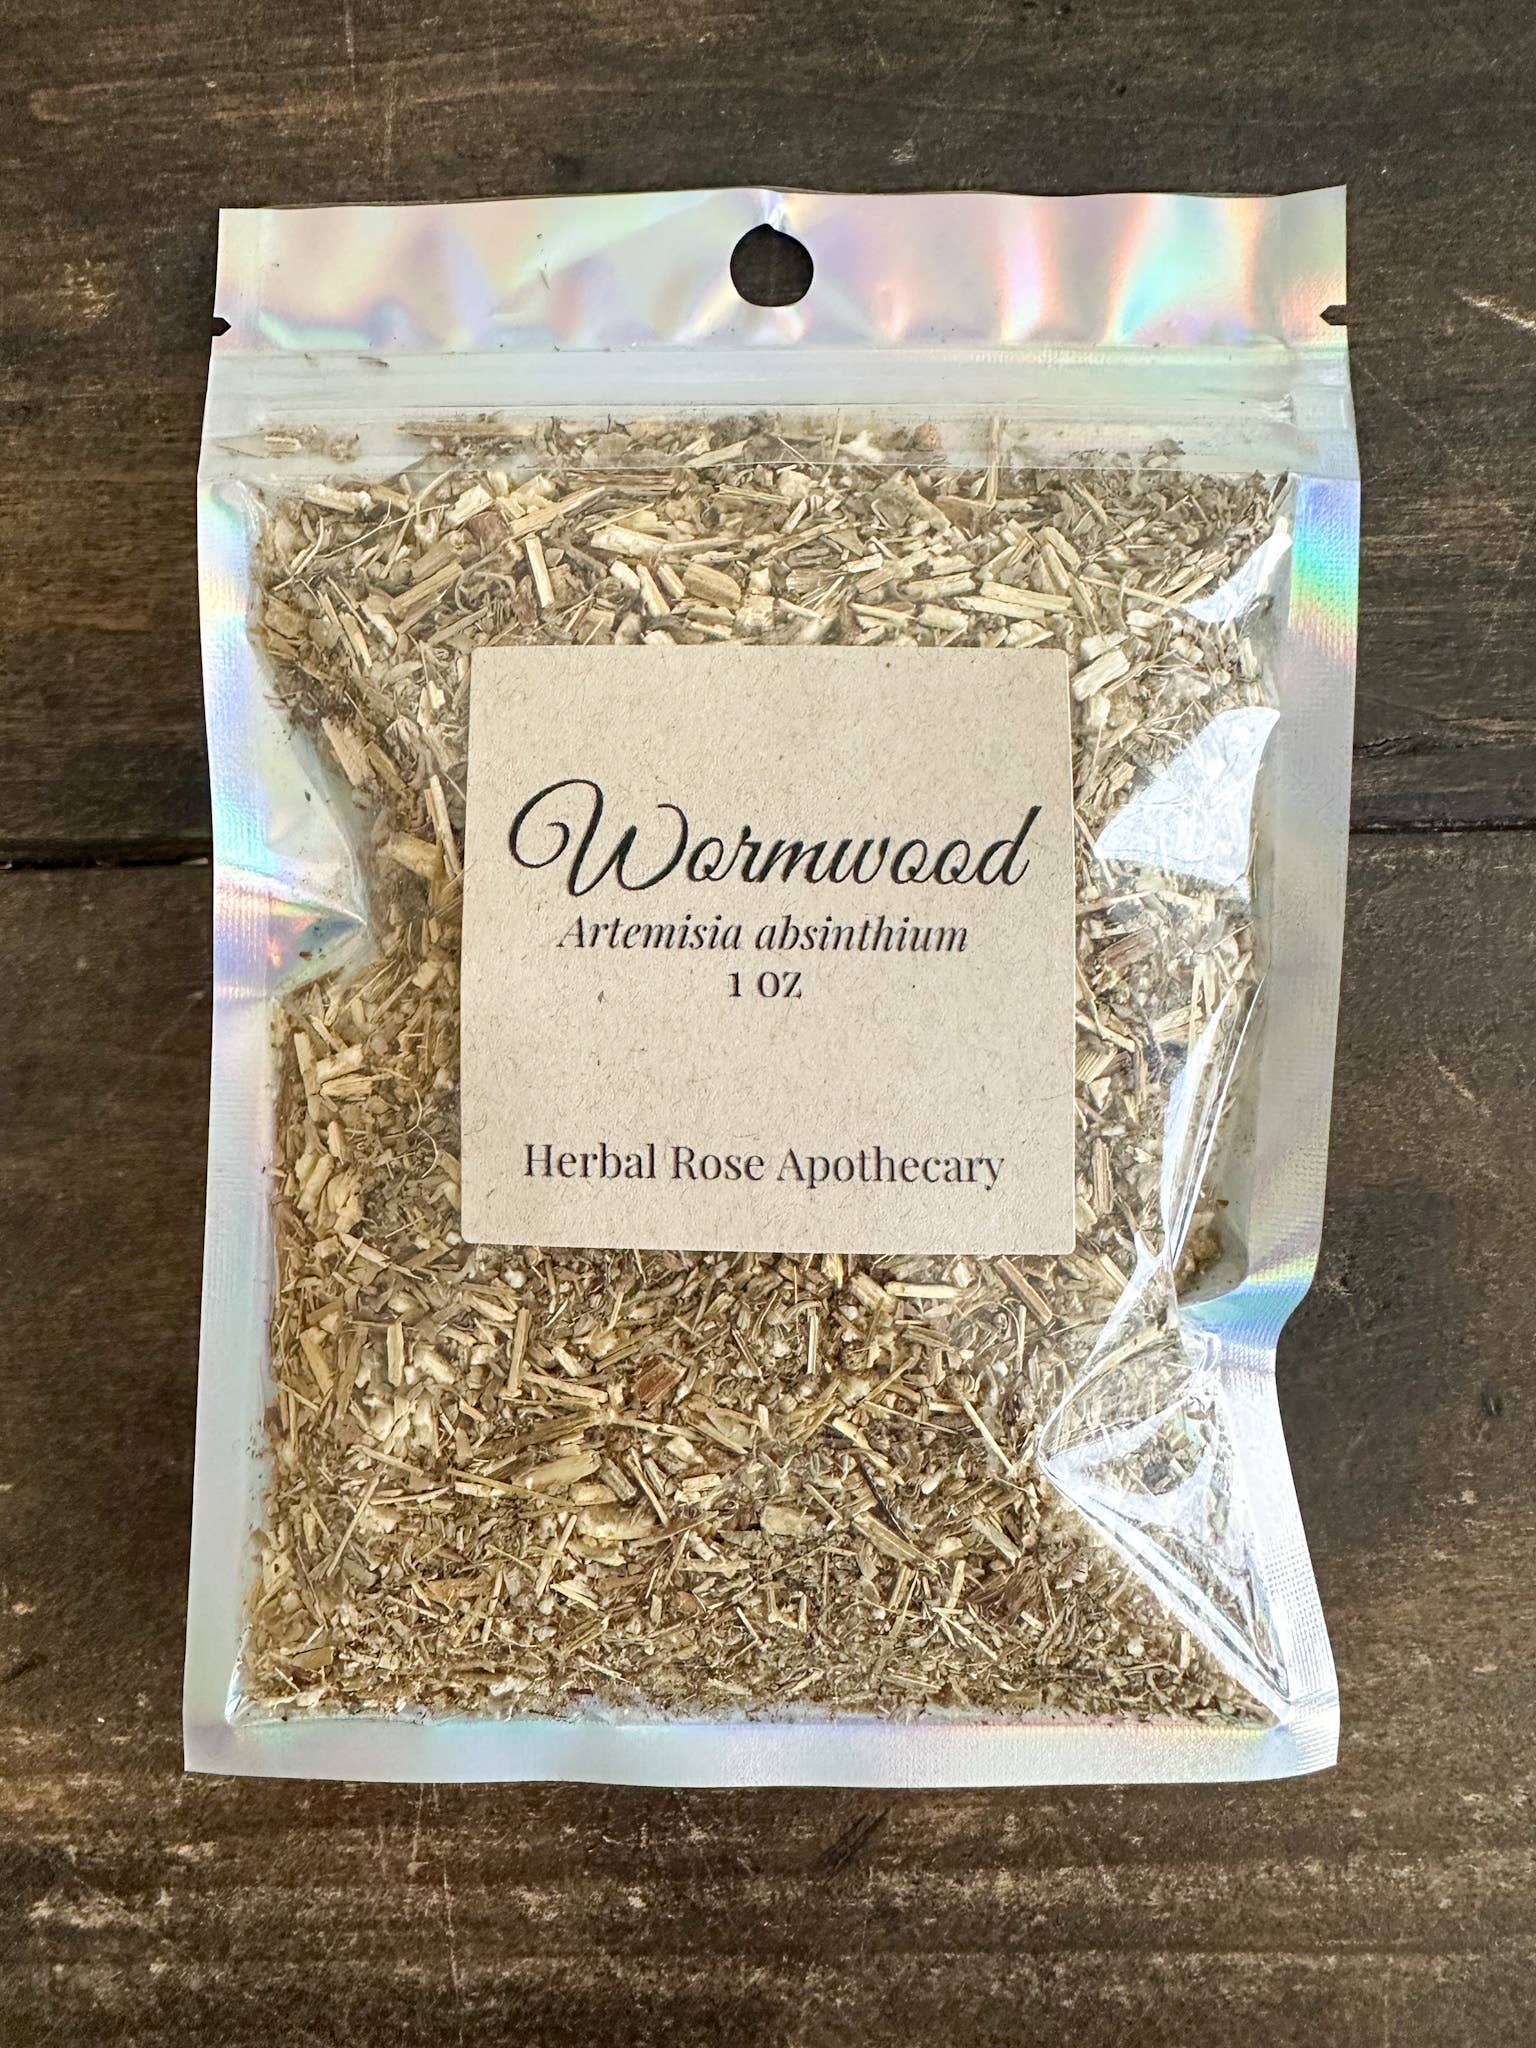 Wormwood
Artemisia absinthium
1 oz
Herbal Rose Apothecary